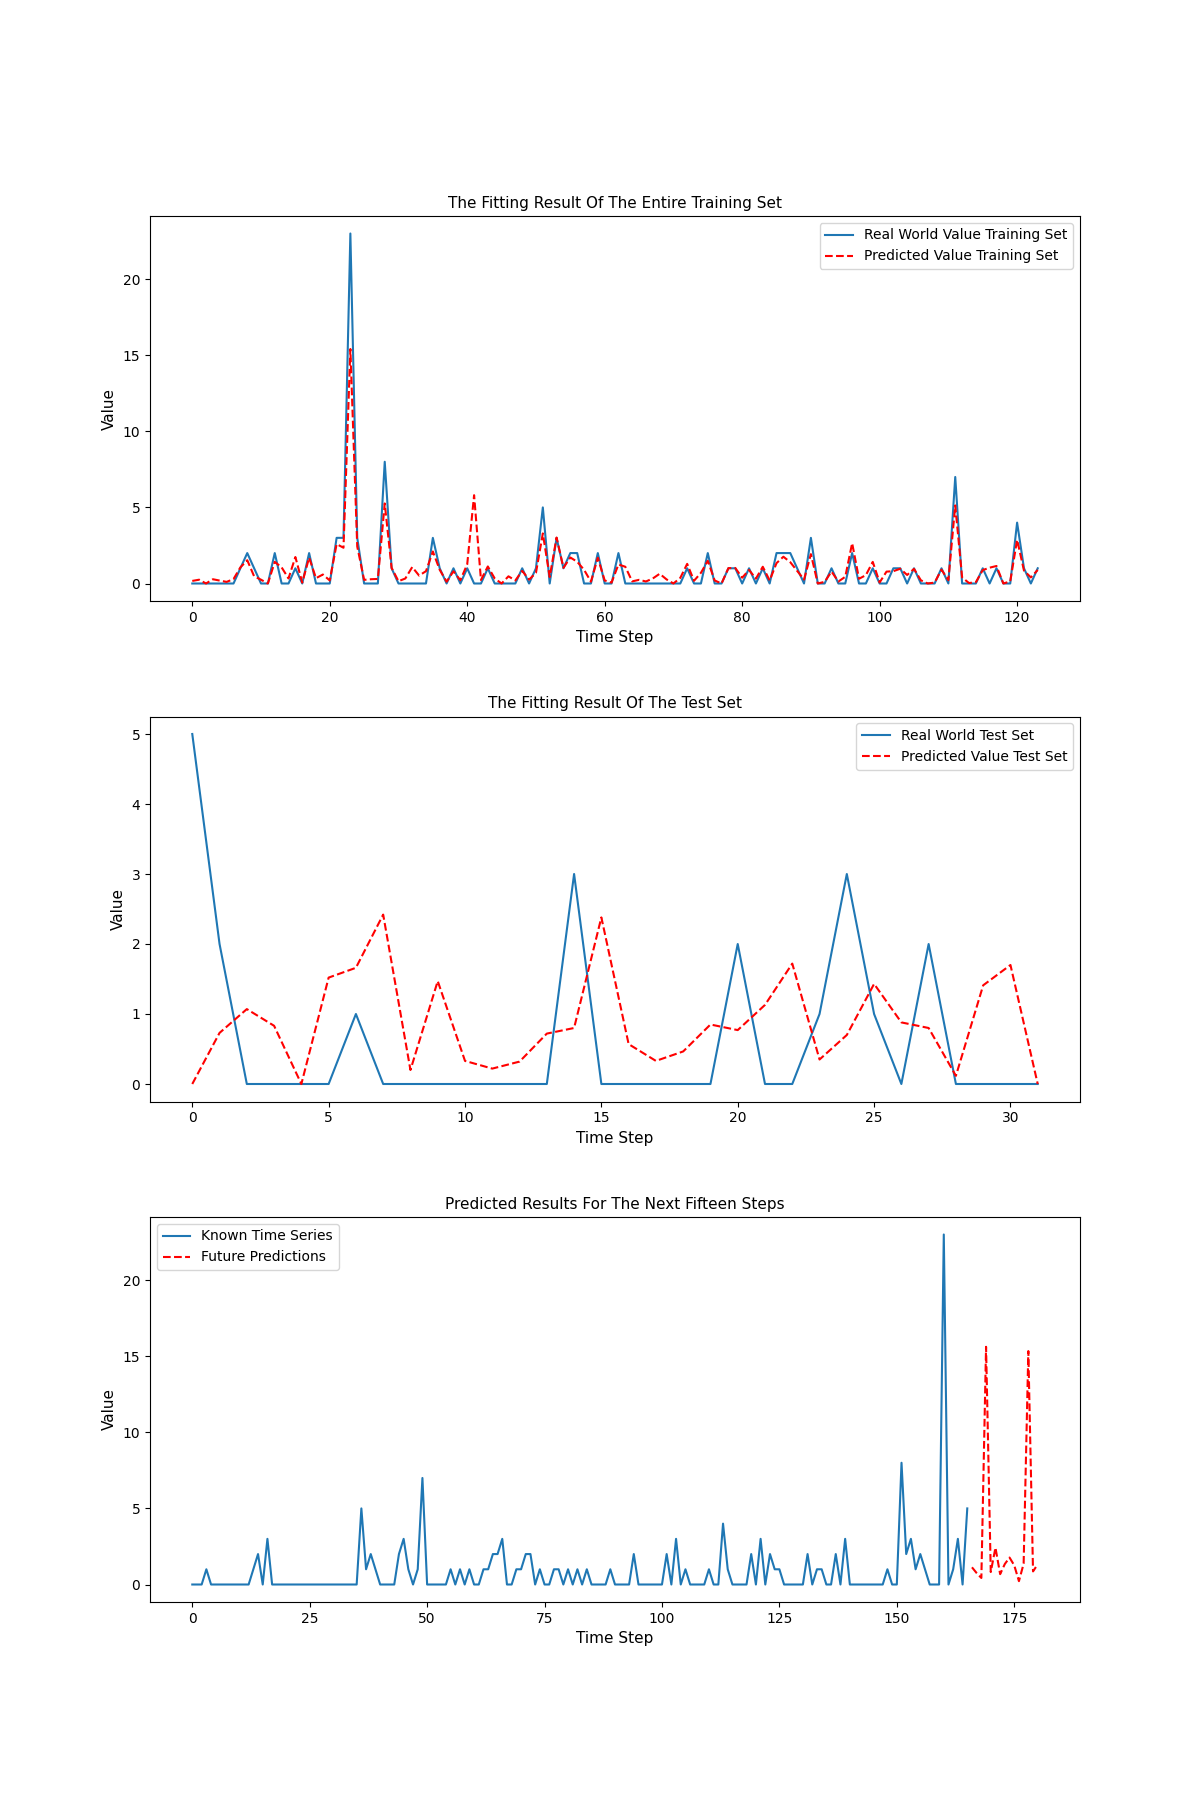 The Fitting Result Of The Entire Training Set
Real World Value Training Set
Predicted Value Training Set
Value
20
15
10
5
0
0 20 40 60 80 100 120
Time Step
The Fitting Result Of The Test Set
Real World Test Set
Predicted Value Test Set
Value
5
4
3
2
1
0
0 5 10 15 20 25 30
Time Step
Predicted Results For The Next Fifteen Steps
Known Time Series
Future Predictions
Value
20
15
10
5
0
0 25 50 75 100 125 150 175
Time Step